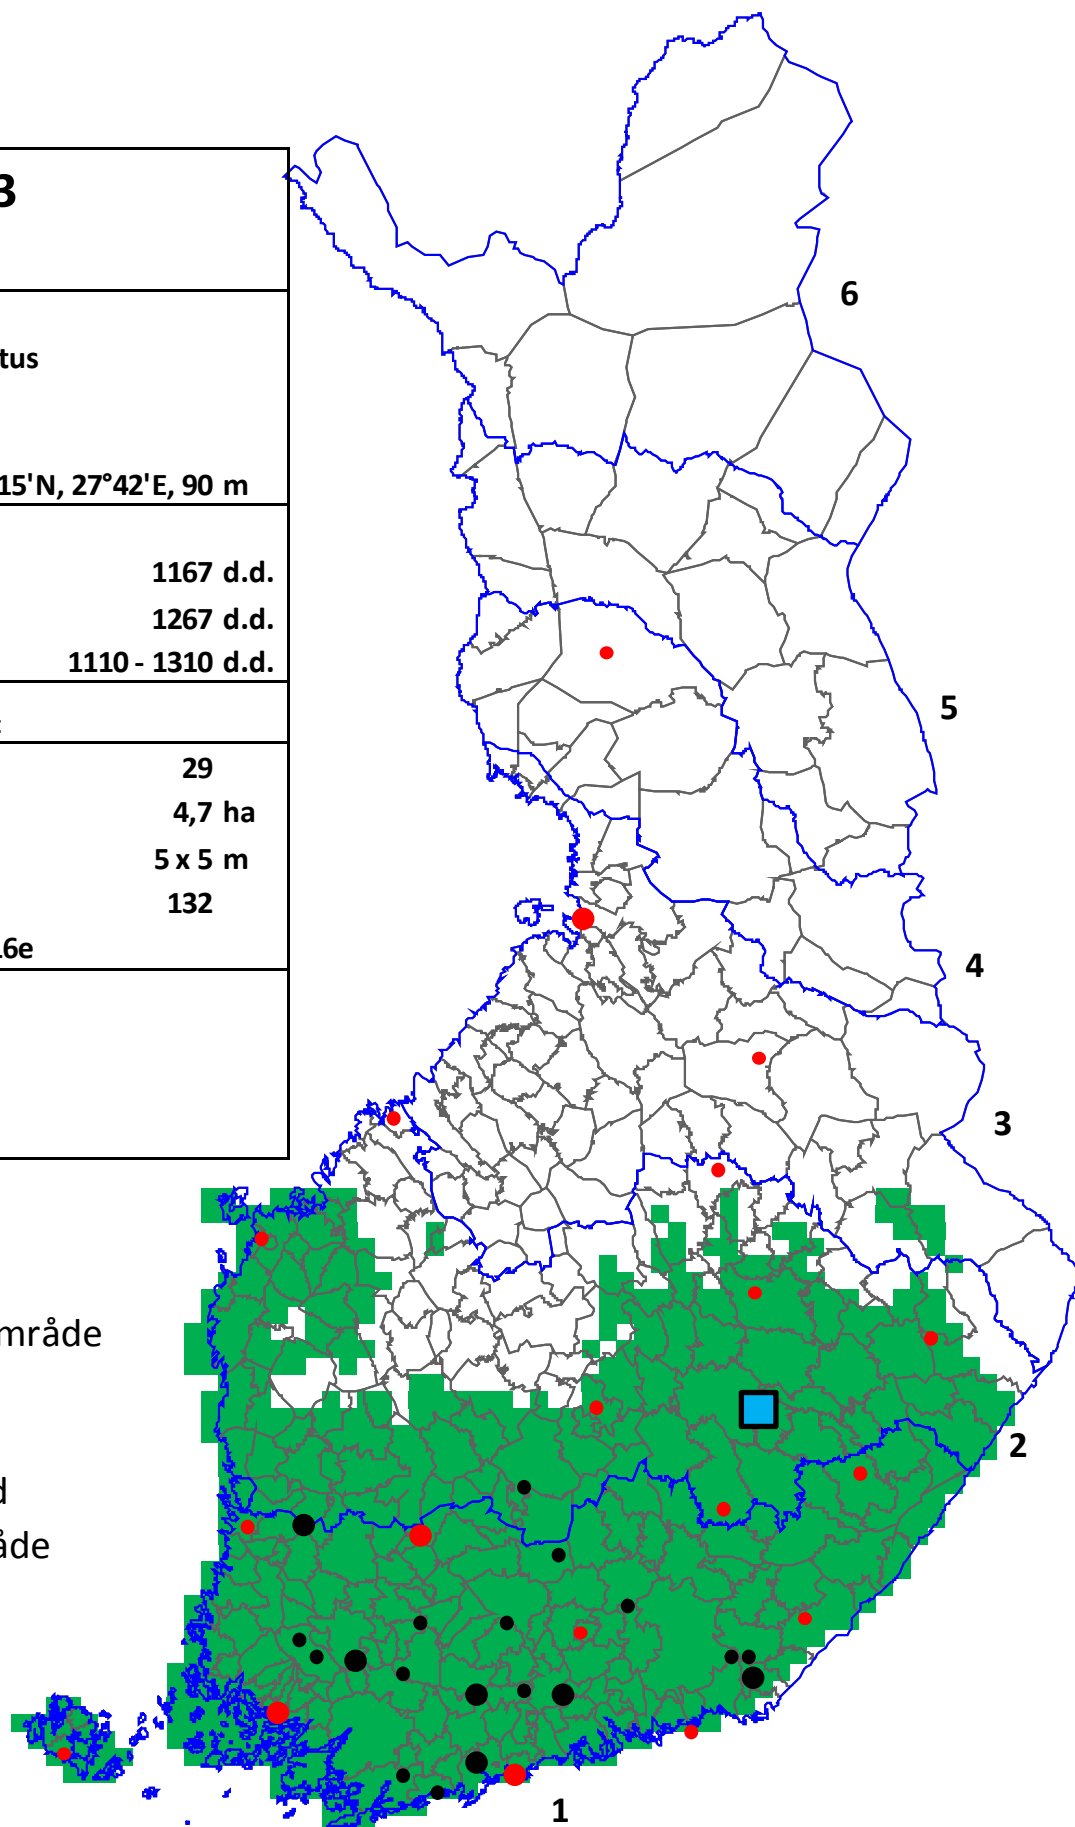 3
tus
15'N, 27°42'E, 90 m
1167 d.d.
1267 d.d.
1110 - 1310 d.d.
29
4,7 ha
5 x 5 m
132
16e
mråde
d
åde
6
5
4
3
2
1